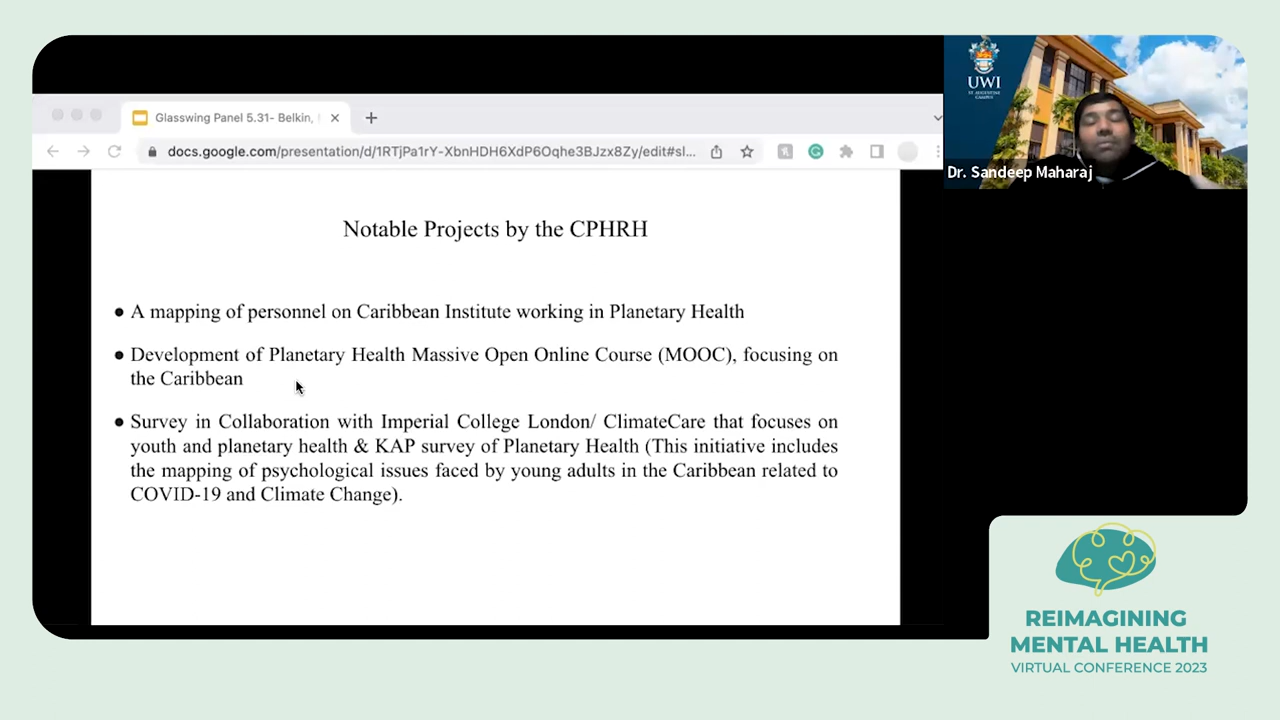 Glasswing Panel 5.31- Belkin,
docs.google.com/presentation/d/1RTjPa1rY-XbnHDH6XdP6Oqhe3BJzx8Zy/edit#sl...
Notable Projects by the CPHRH
● A mapping of personnel on Caribbean Institute working in Planetary Health
● Development of Planetary Health Massive Open Online Course (MOOC), focusing on
the Caribbean
● Survey in Collaboration with Imperial College London/ ClimateCare that focuses on
youth and planetary health & KAP survey of Planetary Health (This initiative includes
the mapping of psychological issues faced by young adults in the Caribbean related to
COVID-19 and Climate Change).
UWI
ST. AUGUSTINE
CAMPUS
Dr. Sandeep Maharaj
REIMAGINING
MENTAL HEALTH
VIRTUAL CONFERENCE 2023